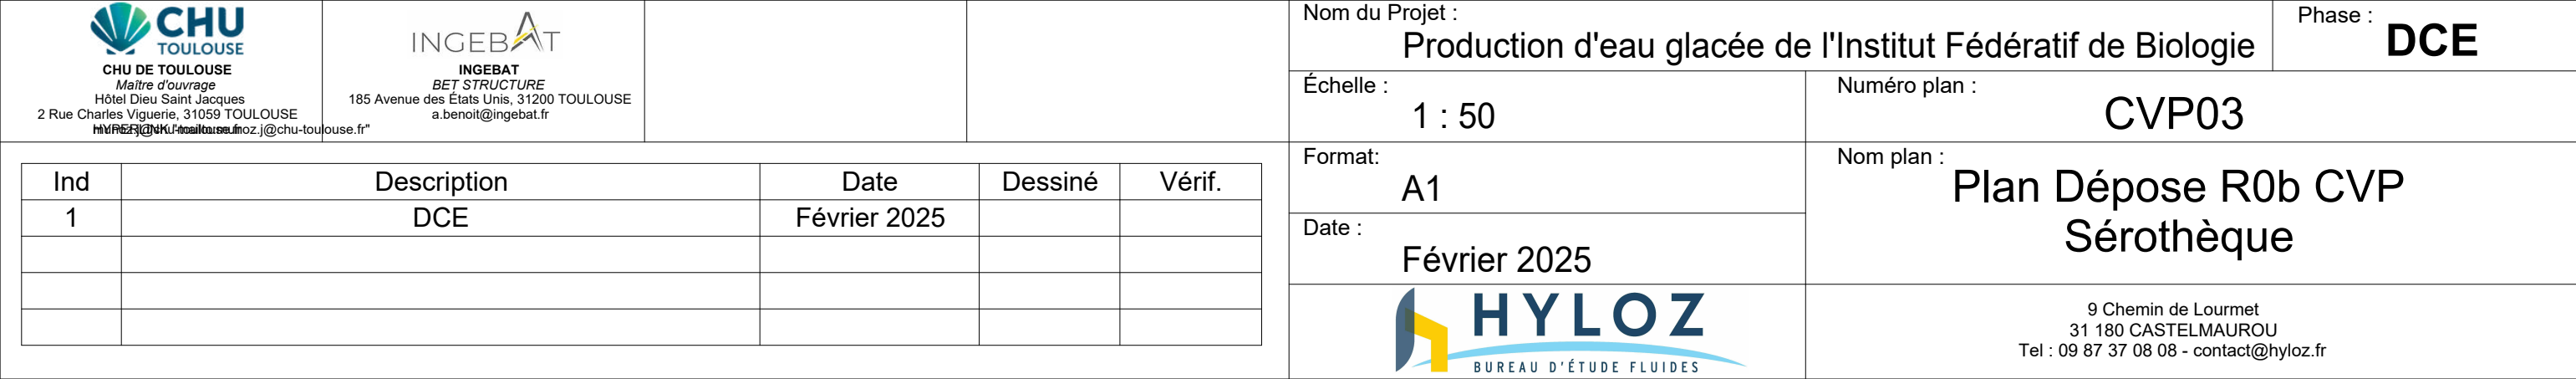 CHU
TOULOUSE
CHU DE TOULOUSE
Maître d'ouvrage
Hôtel Dieu Saint Jacques
2 Rue Charles Viguerie, 31059 TOULOUSE
INGEBAT
INGEBAT
BET STRUCTURE
185 Avenue des États Unis, 31200 TOULOUSE
a.benoit@ingebat.fr
Nom du Projet :
Production d'eau glacée de l'Institut Fédératif de Biologie
Phase :
DCE
Échelle :
1 : 50
Numéro plan :
CVP03
Format:
A1
Nom plan :
Plan Dépose R0b CVP
Sérothèque
Date :
Février 2025
Ind Description Date Dessiné Vérif.
1 DCE Février 2025
HYLOZ
BUREAU D'ÉTUDE FLUIDES
9 Chemin de Lourmet
31 180 CASTELMAUROU
Tel : 09 87 37 08 08 - contact@hyloz.fr